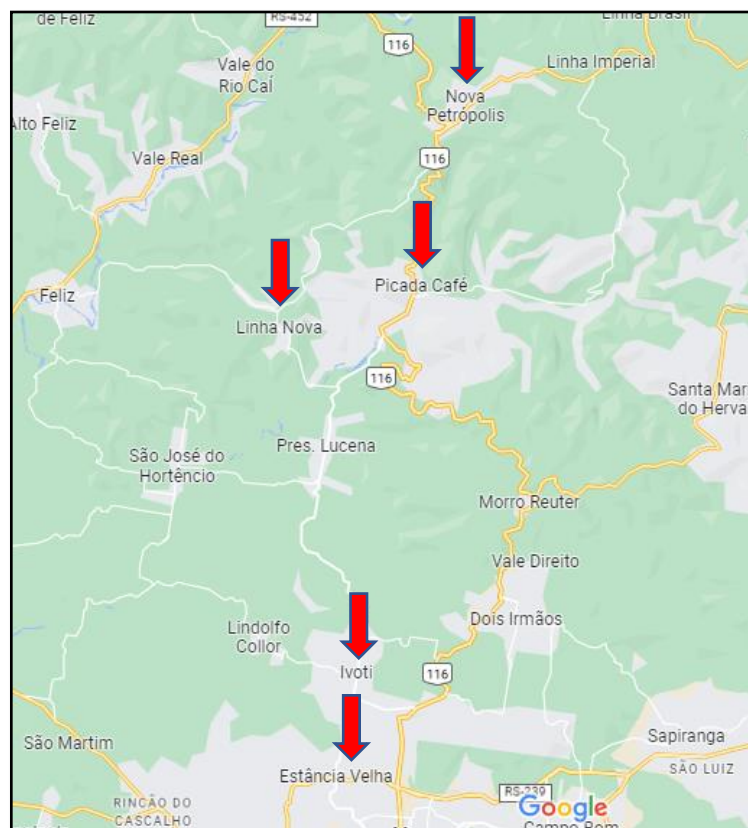 de Feliz
RS-452
Linha Brasil
116
Linha Imperial
Vale do
Rio Caí
Nova
Petrópolis
Alto Feliz
Vale Real
116
Picada Café
Feliz
Linha Nova
116
Santa Mar
do Herva
Pres. Lucena
São José do
Hortêncio
Morro Reuter
Vale Direito
Dois Irmãos
Lindolfo
Collor
Ivoti
116
São Martim
Sapiranga
SÃO LUIZ
Estância Velha
RS-239
RINCÃO DO
CASCALHO
Google
Campo Bom